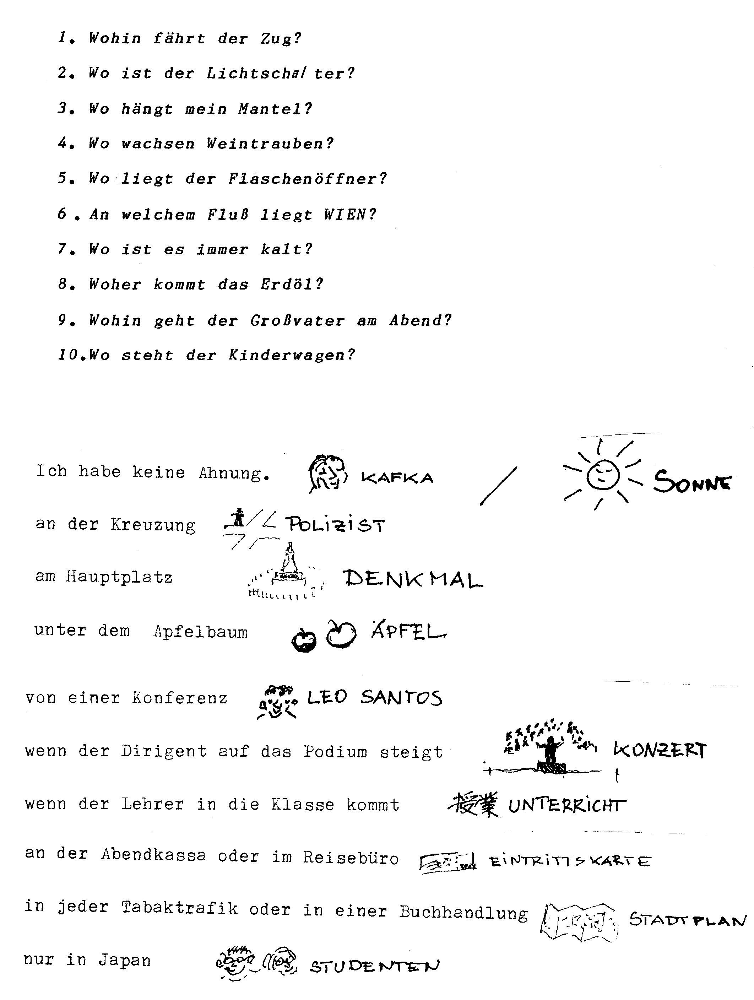 1. Wohin fährt der Zug?
2. Wo ist der Lichtschalter?
3. Wo hängt mein Mantel?
4. Wo wachsen Weintrauben?
5. Wo liegt der Flaschenöffner?
6. An welchem Fluß liegt WIEN?
7. Wo ist es immer kalt?
8. Woher kommt das Erdöl?
9. Wohin geht der Großvater am Abend?
10. Wo steht der Kinderwagen?
Ich habe keine Ahnung. KAFKA / SONNE
an der Kreuzung POLIZIST
am Hauptplatz DENKMAL
unter dem Apfelbaum ÄPFEL
von einer Konferenz LEO SANTOS
wenn der Dirigent auf das Podium steigt KONZERT
wenn der Lehrer in die Klasse kommt 授業 UNTERRICHT
an der Abendkassa oder im Reisebüro EINTRITTSKARTE
in jeder Tabaktrafik oder in einer Buchhandlung STADTPLAN
nur in Japan STUDENTEN